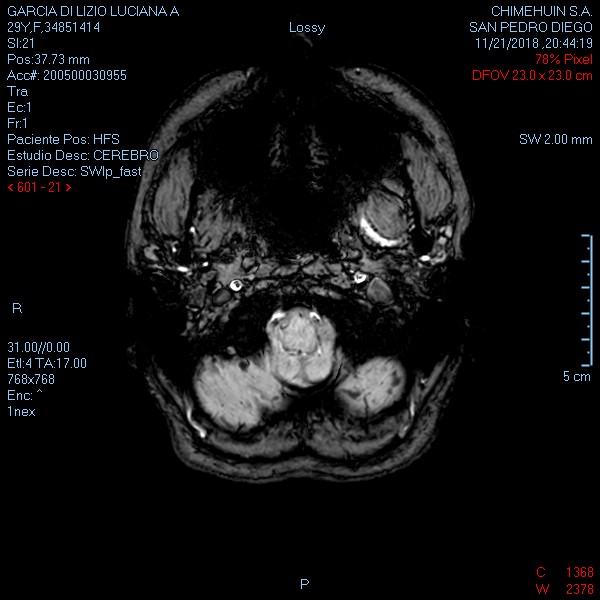 GARCIA DI LIZIO LUCIANA A
29Y,F,34851414
Sl:21
Pos:37.73 mm
Acc#: 200500030955
Tra
Ec:1
Fr:1
Paciente Pos: HFS
Estudio Desc: CEREBRO
Serie Desc: SWIp_fast
< 601 - 21 >
Lossy
CHIMEHUIN S.A.
SAN PEDRO DIEGO
11/21/2018 ,20:44:19
78% Pixel
DFOV 23.0 x 23.0 cm
SW 2.00 mm
R
5 cm
31.00//0.00
Etl:4 TA:17.00
768x768
Enc: ^
1nex
P
C 1368
W 2378